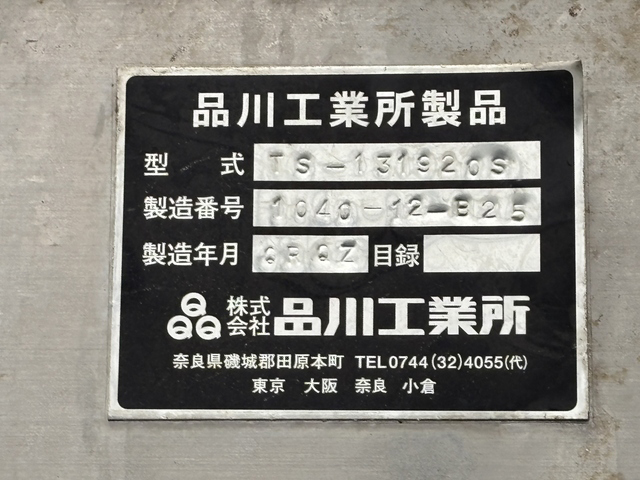 品川工業所製品
型 式 TS-131920S
製造番号 1040-12-B25
製造年月 QRQZ 目録
QQQ 株式会社 品川工業所
奈良県磯城郡田原本町 TEL0744(32)4055(代)
東京 大阪 奈良 小倉